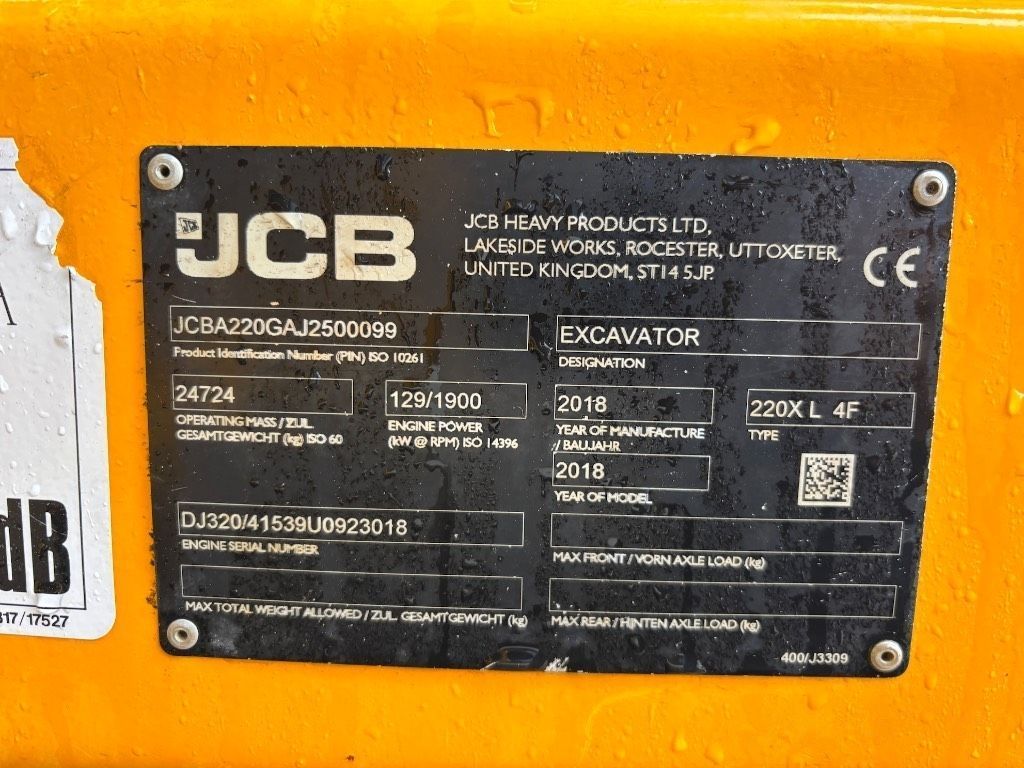 JCB
JCB HEAVY PRODUCTS LTD,
LAKESIDE WORKS, ROCESTER, UTTOXETER,
UNITED KINGDOM, ST14 5JP.
CE
JCBA220GAJ2500099
Product Identification Number (PIN) ISO 10261
EXCAVATOR
DESIGNATION
24724
OPERATING MASS / ZUL.
GESAMTGEWICHT (kg) ISO 60
129/1900
ENGINE POWER
(kW @ RPM) ISO 14396
2018
YEAR OF MANUFACTURE
/ BAUJAHR
220X L 4F
TYPE
2018
YEAR OF MODEL
DJ320/41539U0923018
ENGINE SERIAL NUMBER
MAX FRONT / VORN AXLE LOAD (kg)
MAX TOTAL WEIGHT ALLOWED / ZUL. GESAMTGEWICHT (kg)
MAX REAR / HINTEN AXLE LOAD (kg)
400/J3309
A
dB
817/17527